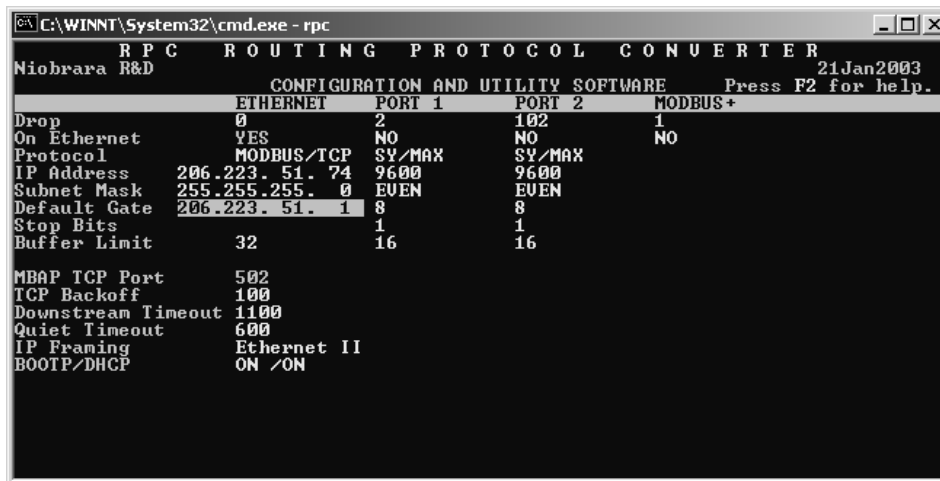 C:\WINNT\System32\cmd.exe - rpc
R P C   R O U T I N G   P R O T O C O L   C O N V E R T E R
Niobrara R&D   21Jan2003
CONFIGURATION AND UTILITY SOFTWARE   Press F2 for help.
ETHERNET   PORT 1   PORT 2   MODBUS+
Drop   0   2   102   1
On Ethernet   YES   NO   NO   NO
Protocol   MODBUS/TCP   SY/MAX   SY/MAX
IP Address   206.223. 51. 74   9600   9600
Subnet Mask   255.255.255.  0   EVEN   EVEN
Default Gate   206.223. 51.  1   8   8
Stop Bits   1   1
Buffer Limit   32   16   16
MBAP TCP Port   502
TCP Backoff   100
Downstream Timeout 1100
Quiet Timeout   600
IP Framing   Ethernet II
BOOTP/DHCP   ON /ON